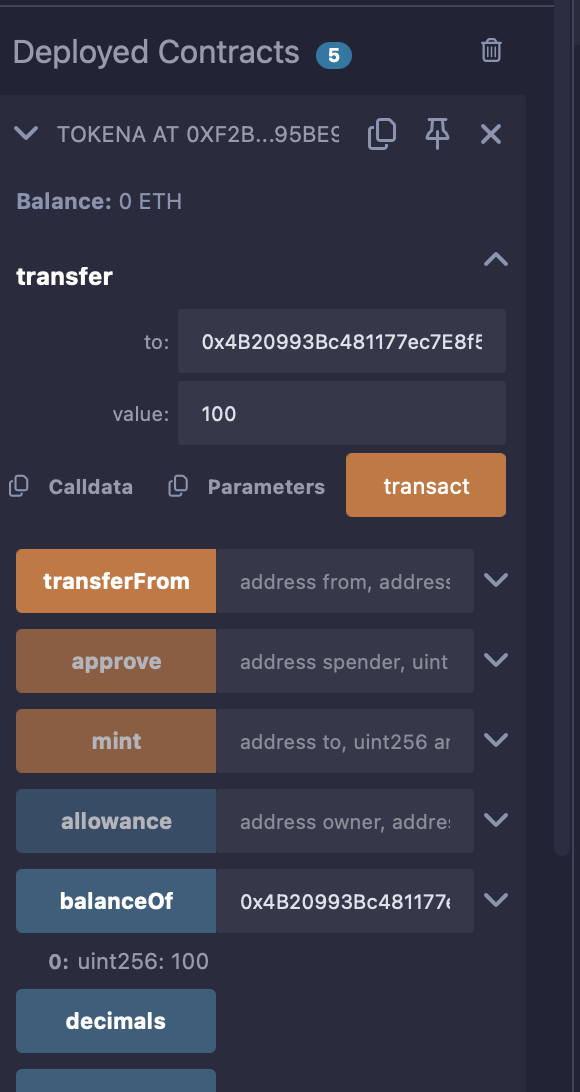 Deployed Contracts 5
TOKENA AT 0XF2B...95BE9
Balance: 0 ETH
transfer
to: 0x4B20993Bc481177ec7E8f5
value: 100
Calldata Parameters transact
transferFrom address from, address
approve address spender, uint
mint address to, uint256 ar
allowance address owner, addre
balanceOf 0x4B20993Bc481177e
0: uint256: 100
decimals